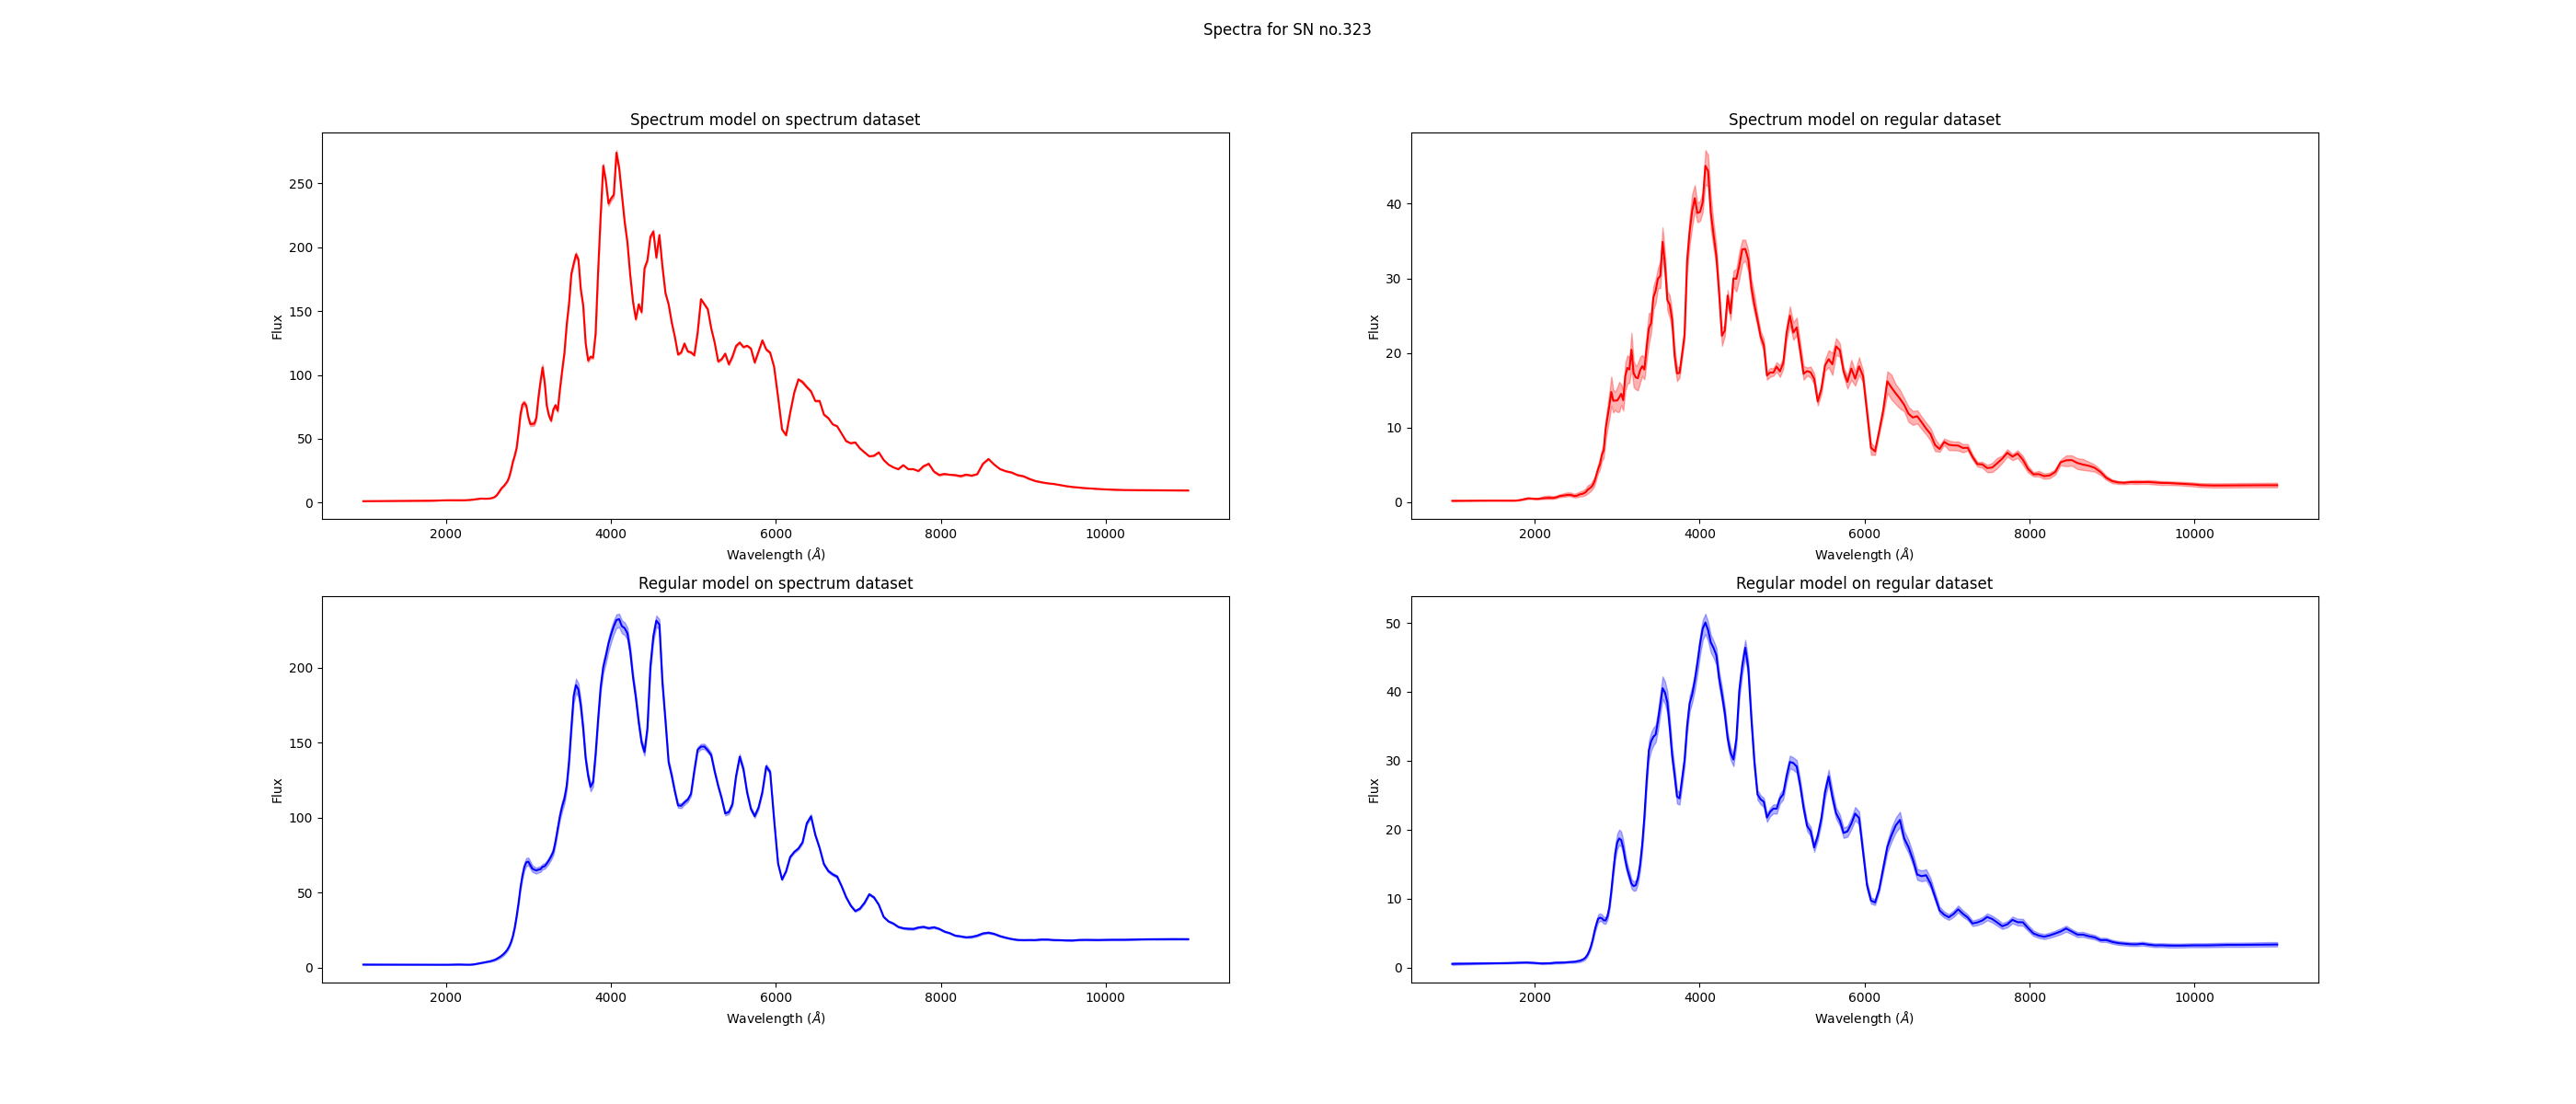 Spectra for SN no.323
Spectrum model on spectrum dataset
250
200
150
100
50
0
Flux
2000 4000 6000 8000 10000
Wavelength (Å)
Spectrum model on regular dataset
40
30
20
10
0
Flux
2000 4000 6000 8000 10000
Wavelength (Å)
Regular model on spectrum dataset
200
150
100
50
0
Flux
2000 4000 6000 8000 10000
Wavelength (Å)
Regular model on regular dataset
50
40
30
20
10
0
Flux
2000 4000 6000 8000 10000
Wavelength (Å)